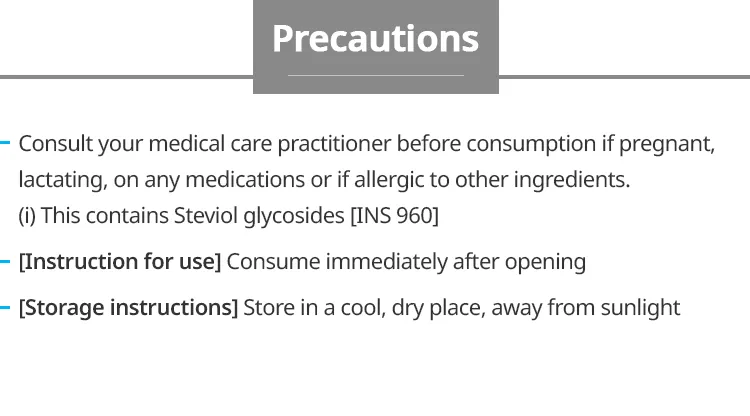 Precautions
Consult your medical care practitioner before consumption if pregnant,
lactating, on any medications or if allergic to other ingredients.
(i) This contains Steviol glycosides [INS 960]
[Instruction for use] Consume immediately after opening
[Storage instructions] Store in a cool, dry place, away from sunlight